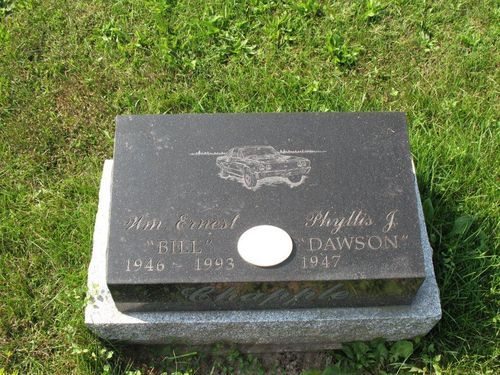 Wm. Ernest Phyllis J.
"BILL" "DAWSON"
1946 - 1993 1947
Chapple